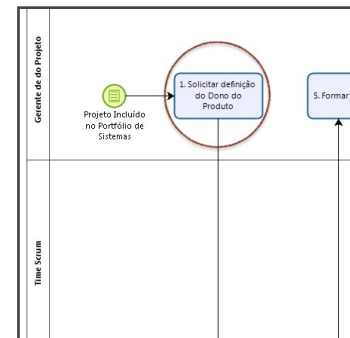 Gerente de do Projeto
1. Solicitar definição
do Dono do
Produto
5. Formar
Projeto Incluído
no Portfólio de
Sistemas
Time Scrum